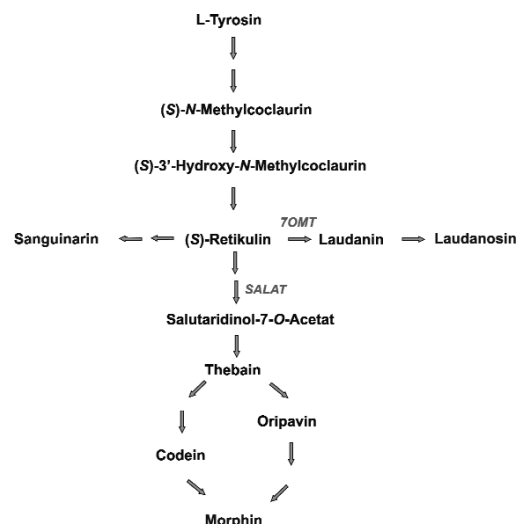 L-Tyrosin
(S)-N-Methylcoclaurin
(S)-3'-Hydroxy-N-Methylcoclaurin
7OMT
Sanguinarin (S)-Retikulin Laudanin Laudanosin
SALAT
Salutaridinol-7-O-Acetat
Thebain
Oripavin
Codein
Morphin